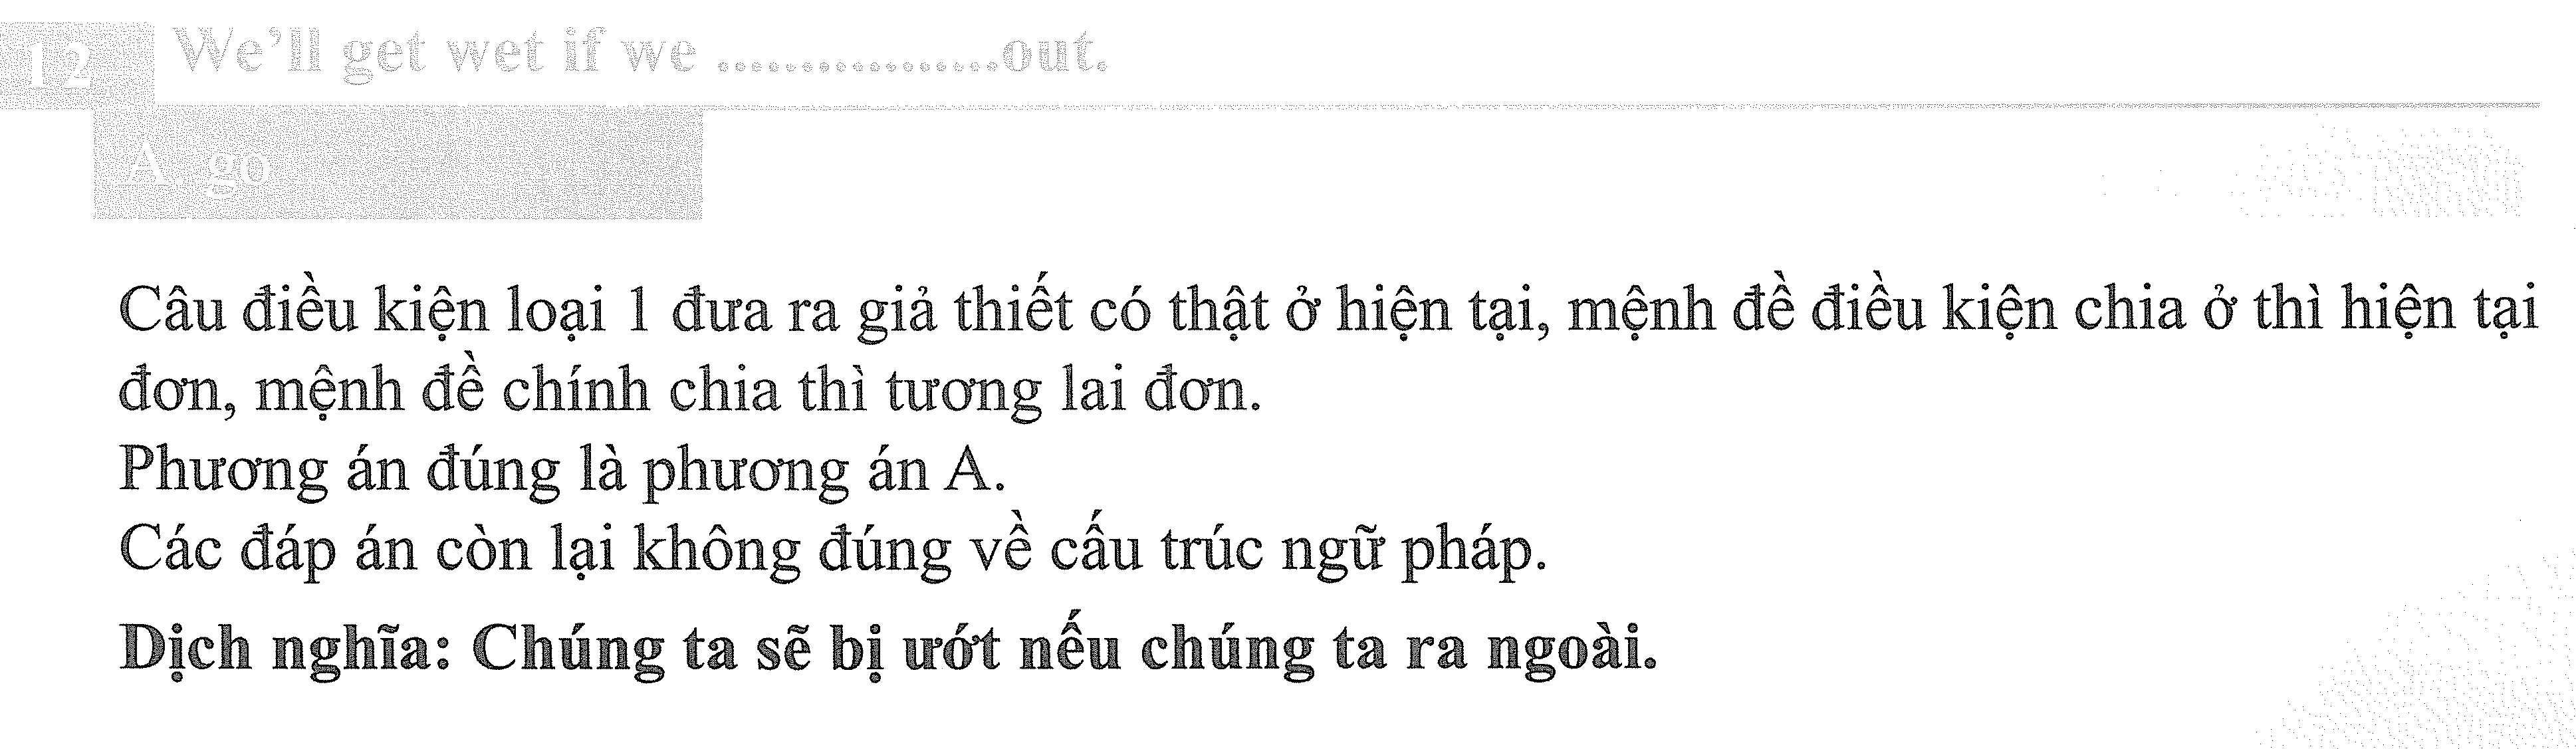 12 We'll get wet if we .................out.
A. go
Câu điều kiện loại 1 đưa ra giả thiết có thật ở hiện tại, mệnh đề điều kiện chia ở thì hiện tại
đơn, mệnh đề chính chia thì tương lai đơn.
Phương án đúng là phương án A.
Các đáp án còn lại không đúng về cấu trúc ngữ pháp.
Dịch nghĩa: Chúng ta sẽ bị ướt nếu chúng ta ra ngoài.